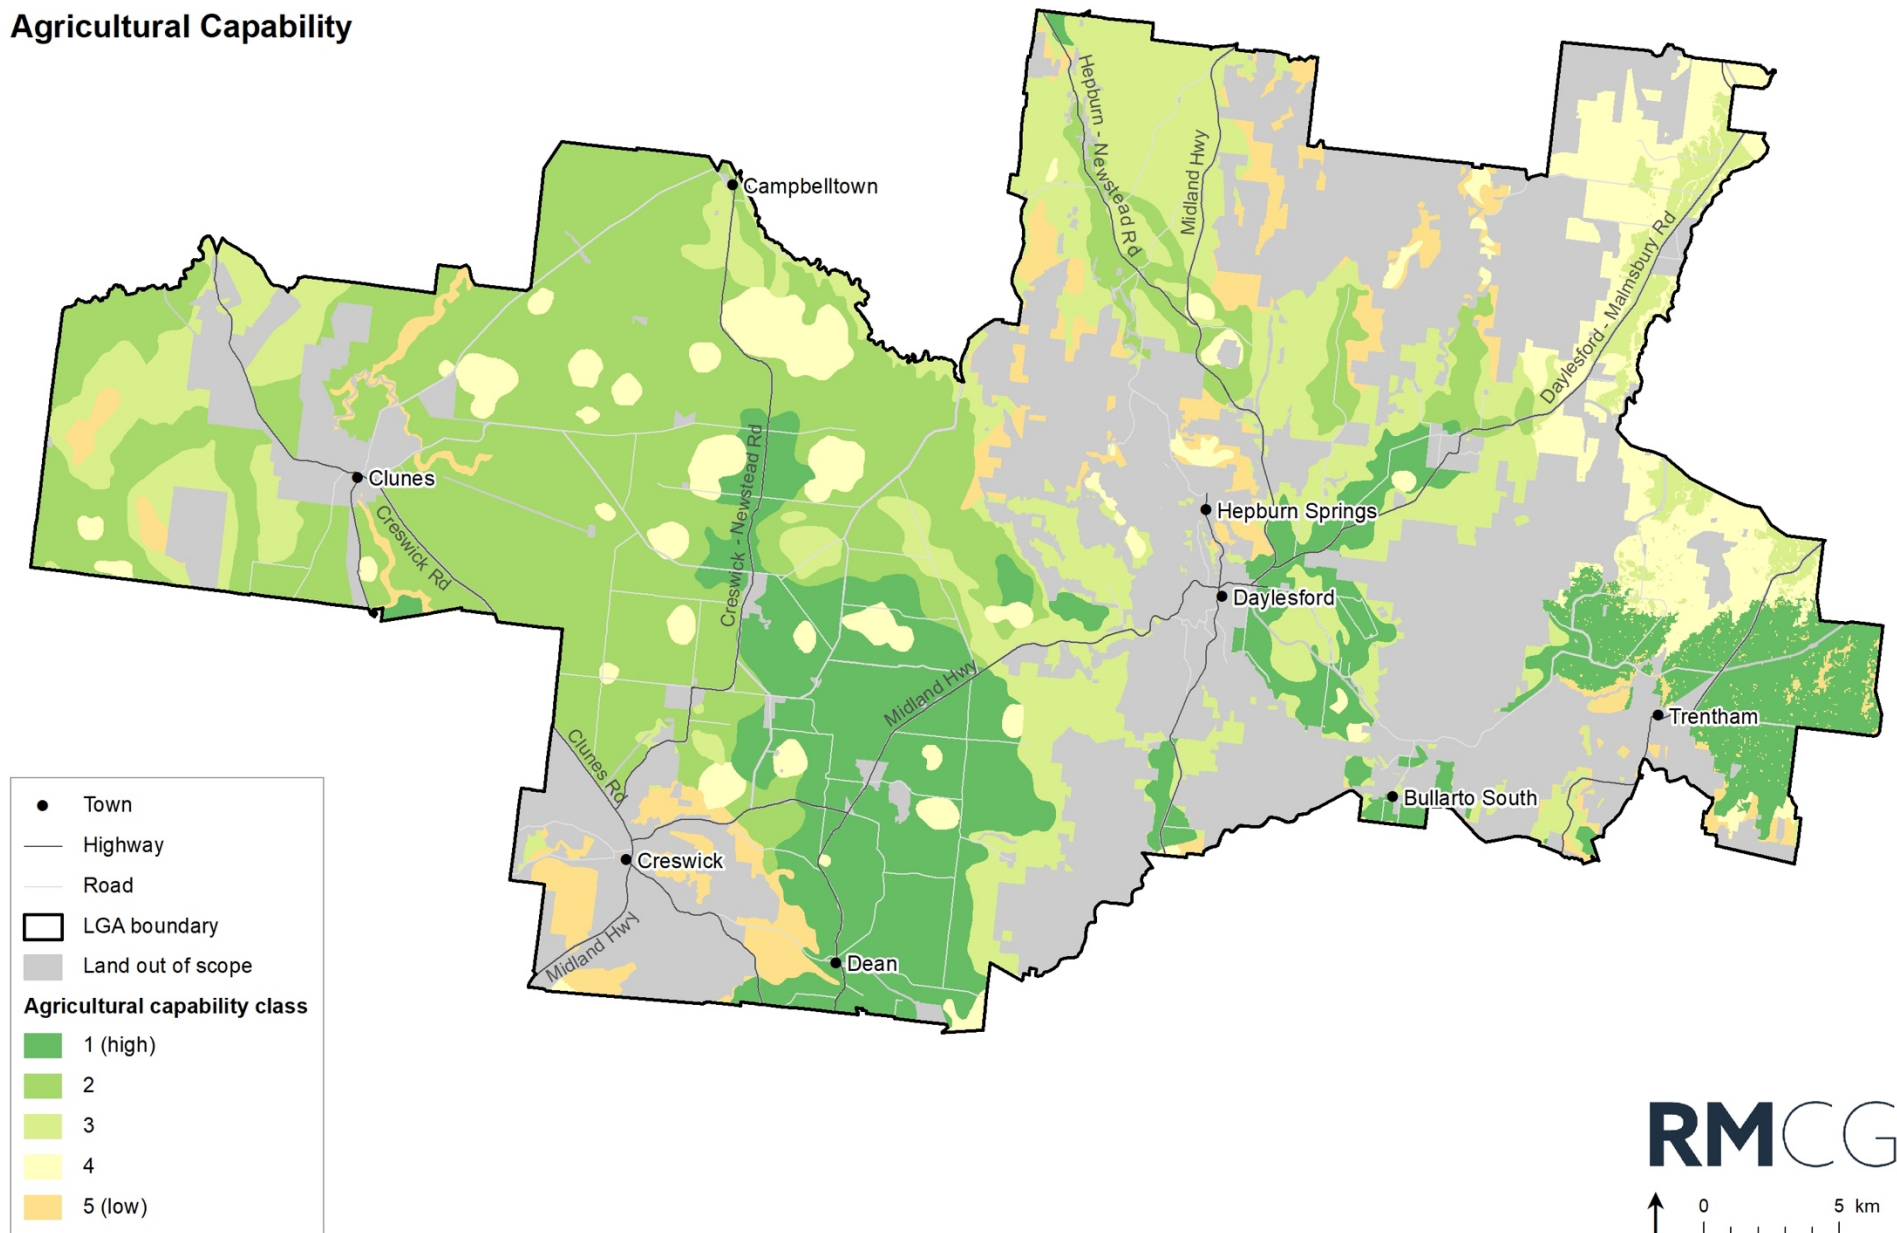 Agricultural Capability
Hepburn - Newstead Rd
Midland Hwy
Campbelltown
Daylesford - Malmsbury Rd
Clunes
Creswick Rd
Creswick - Newstead Rd
Hepburn Springs
Daylesford
Midland Hwy
Trentham
Clunes Rd
Bullarto South
Creswick
Midland Hwy
Dean
Town
Highway
Road
LGA boundary
Land out of scope
Agricultural capability class
1 (high)
2
3
4
5 (low)
RMCG
0 5 km